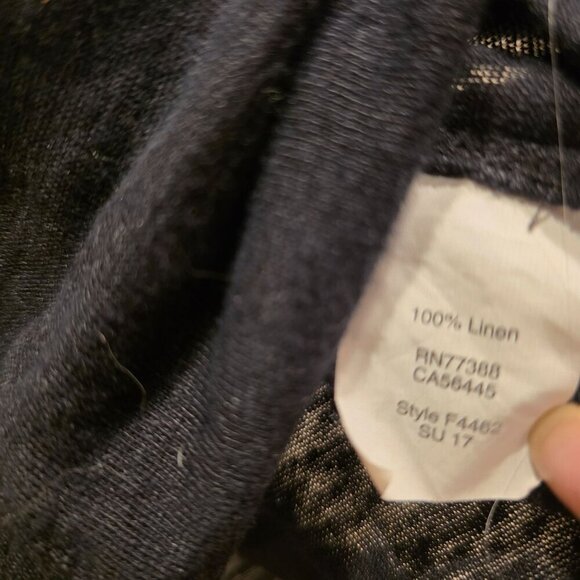 100% Linen
RN77388
CA56445
Style F4462
SU 17